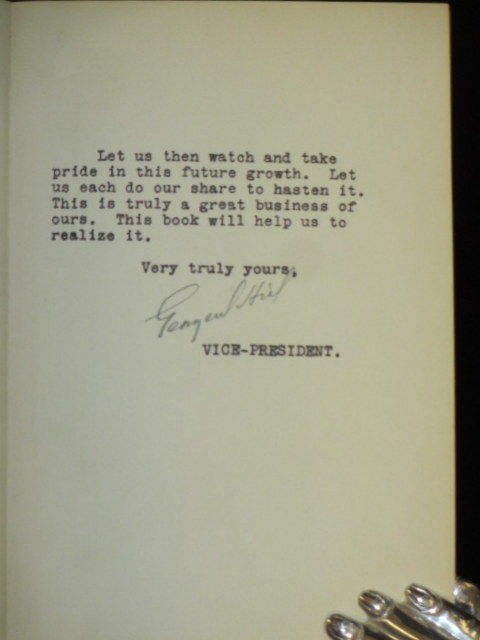 Let us then watch and take
pride in this future growth. Let
us each do our share to hasten it.
This is truly a great business of
ours. This book will help us to
realize it.
Very truly yours,
VICE-PRESIDENT.